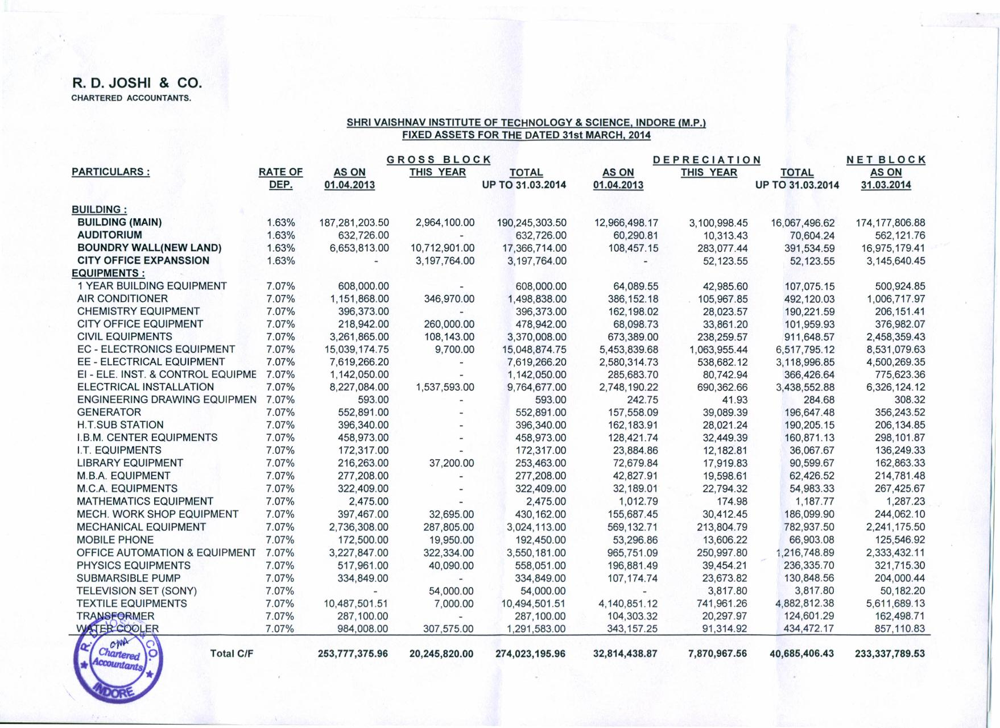 R. D. JOSHI & CO.
CHARTERED ACCOUNTANTS.
SHRI VAISHNAV INSTITUTE OF TECHNOLOGY & SCIENCE, INDORE (M.P.)
FIXED ASSETS FOR THE DATED 31st MARCH, 2014
GROSS BLOCK DEPRECIATION NET BLOCK
PARTICULARS : RATE OF AS ON THIS YEAR TOTAL AS ON THIS YEAR TOTAL AS ON
DEP. 01.04.2013 UP TO 31.03.2014 01.04.2013 UP TO 31.03.2014 31.03.2014
BUILDING :
BUILDING (MAIN) 1.63% 187,281,203.50 2,964,100.00 190,245,303.50 12,966,498.17 3,100,998.45 16,067,496.62 174,177,806.88
AUDITORIUM 1.63% 632,726.00 - 632,726.00 60,290.81 10,313.43 70,604.24 562,121.76
BOUNDRY WALL(NEW LAND) 1.63% 6,653,813.00 10,712,901.00 17,366,714.00 108,457.15 283,077.44 391,534.59 16,975,179.41
CITY OFFICE EXPANSSION 1.63% - 3,197,764.00 3,197,764.00 - 52,123.55 52,123.55 3,145,640.45
EQUIPMENTS :
1 YEAR BUILDING EQUIPMENT 7.07% 608,000.00 - 608,000.00 64,089.55 42,985.60 107,075.15 500,924.85
AIR CONDITIONER 7.07% 1,151,868.00 346,970.00 1,498,838.00 386,152.18 105,967.85 492,120.03 1,006,717.97
CHEMISTRY EQUIPMENT 7.07% 396,373.00 - 396,373.00 162,198.02 28,023.57 190,221.59 206,151.41
CITY OFFICE EQUIPMENT 7.07% 218,942.00 260,000.00 478,942.00 68,098.73 33,861.20 101,959.93 376,982.07
CIVIL EQUIPMENTS 7.07% 3,261,865.00 108,143.00 3,370,008.00 673,389.00 238,259.57 911,648.57 2,458,359.43
EC - ELECTRONICS EQUIPMENT 7.07% 15,039,174.75 9,700.00 15,048,874.75 5,453,839.68 1,063,955.44 6,517,795.12 8,531,079.63
EE - ELECTRICAL EQUIPMENT 7.07% 7,619,266.20 - 7,619,266.20 2,580,314.73 538,682.12 3,118,996.85 4,500,269.35
EI - ELE. INST. & CONTROL EQUIPME 7.07% 1,142,050.00 - 1,142,050.00 285,683.70 80,742.94 366,426.64 775,623.36
ELECTRICAL INSTALLATION 7.07% 8,227,084.00 1,537,593.00 9,764,677.00 2,748,190.22 690,362.66 3,438,552.88 6,326,124.12
ENGINEERING DRAWING EQUIPMEN 7.07% 593.00 - 593.00 242.75 41.93 284.68 308.32
GENERATOR 7.07% 552,891.00 - 552,891.00 157,558.09 39,089.39 196,647.48 356,243.52
H.T.SUB STATION 7.07% 396,340.00 - 396,340.00 162,183.91 28,021.24 190,205.15 206,134.85
I.B.M. CENTER EQUIPMENTS 7.07% 458,973.00 - 458,973.00 128,421.74 32,449.39 160,871.13 298,101.87
I.T. EQUIPMENTS 7.07% 172,317.00 - 172,317.00 23,884.86 12,182.81 36,067.67 136,249.33
LIBRARY EQUIPMENT 7.07% 216,263.00 37,200.00 253,463.00 72,679.84 17,919.83 90,599.67 162,863.33
M.B.A. EQUIPMENT 7.07% 277,208.00 - 277,208.00 42,827.91 19,598.61 62,426.52 214,781.48
M.C.A. EQUIPMENTS 7.07% 322,409.00 - 322,409.00 32,189.01 22,794.32 54,983.33 267,425.67
MATHEMATICS EQUIPMENT 7.07% 2,475.00 - 2,475.00 1,012.79 174.98 1,187.77 1,287.23
MECH. WORK SHOP EQUIPMENT 7.07% 397,467.00 32,695.00 430,162.00 155,687.45 30,412.45 186,099.90 244,062.10
MECHANICAL EQUIPMENT 7.07% 2,736,308.00 287,805.00 3,024,113.00 569,132.71 213,804.79 782,937.50 2,241,175.50
MOBILE PHONE 7.07% 172,500.00 19,950.00 192,450.00 53,296.86 13,606.22 66,903.08 125,546.92
OFFICE AUTOMATION & EQUIPMENT 7.07% 3,227,847.00 322,334.00 3,550,181.00 965,751.09 250,997.80 1,216,748.89 2,333,432.11
PHYSICS EQUIPMENTS 7.07% 517,961.00 40,090.00 558,051.00 196,881.49 39,454.21 236,335.70 321,715.30
SUBMARSIBLE PUMP 7.07% 334,849.00 - 334,849.00 107,174.74 23,673.82 130,848.56 204,000.44
TELEVISION SET (SONY) 7.07% - 54,000.00 54,000.00 - 3,817.80 3,817.80 50,182.20
TEXTILE EQUIPMENTS 7.07% 10,487,501.51 7,000.00 10,494,501.51 4,140,851.12 741,961.26 4,882,812.38 5,611,689.13
TRANSFORMER 7.07% 287,100.00 - 287,100.00 104,303.32 20,297.97 124,601.29 162,498.71
WATER COOLER 7.07% 984,008.00 307,575.00 1,291,583.00 343,157.25 91,314.92 434,472.17 857,110.83
Total C/F 253,777,375.96 20,245,820.00 274,023,195.96 32,814,438.87 7,870,967.56 40,685,406.43 233,337,789.53
R. D. JOSHI & CO.
Chartered
Accountants
INDORE